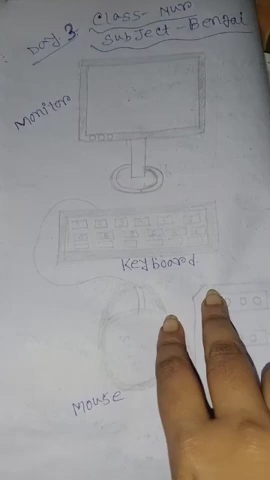 Day. 3
Class- Nur
Subject - Bengali
Monitor
Keyboard.
Mouse